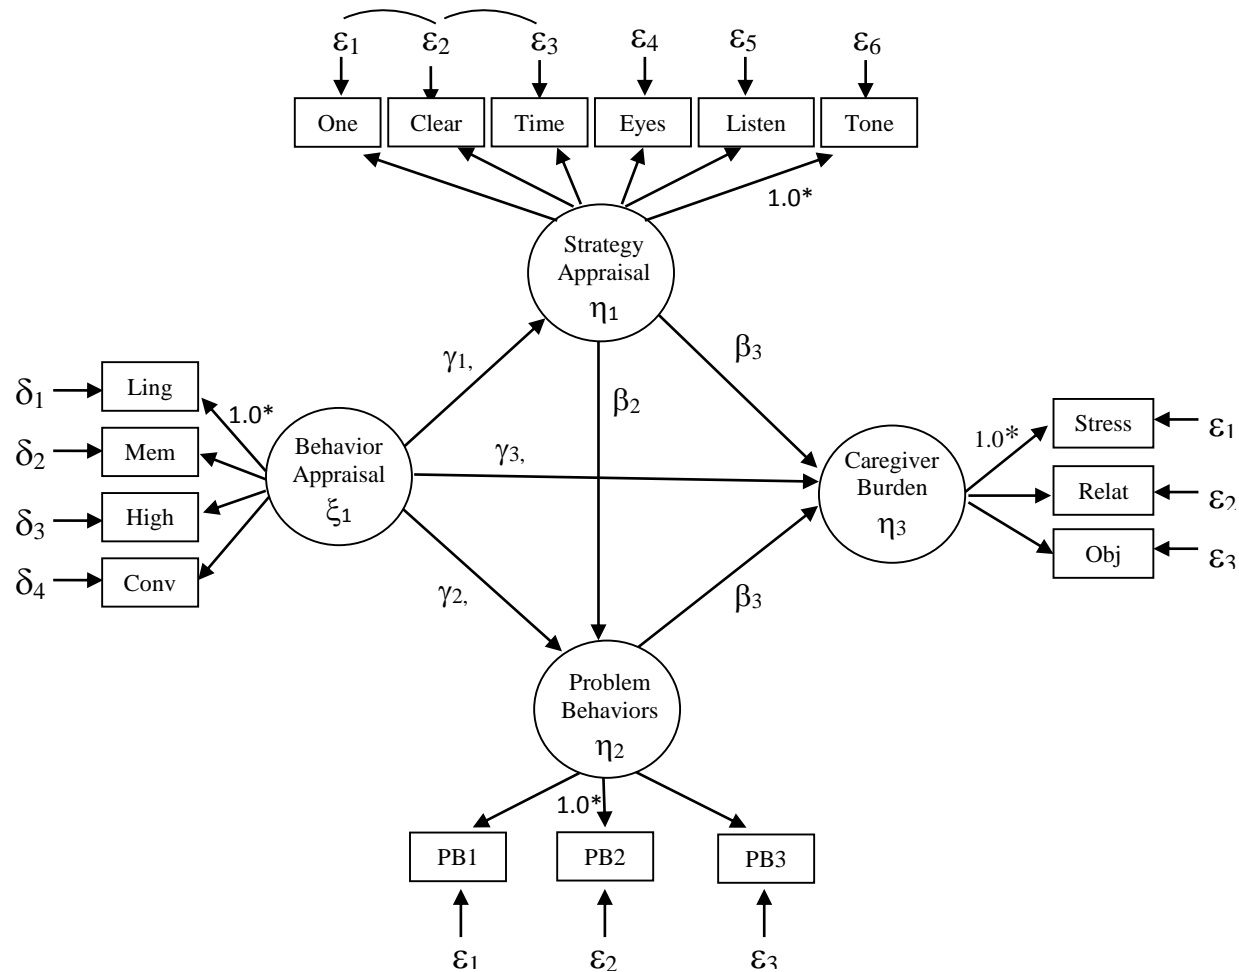 ε1 ε2 ε3 ε4 ε5 ε6
One Clear Time Eyes Listen Tone
1.0*
Strategy
Appraisal
η1
γ1,
β3
δ1 Ling
1.0*
β2
δ2 Mem
δ3 High
δ4 Conv
Behavior
Appraisal
ξ1
γ3,
Caregiver
Burden
η3
1.0*
Stress ε1
Relat ε2
Obj ε3
γ2,
β3
Problem
Behaviors
η2
1.0*
PB1 PB2 PB3
ε1 ε2 ε3